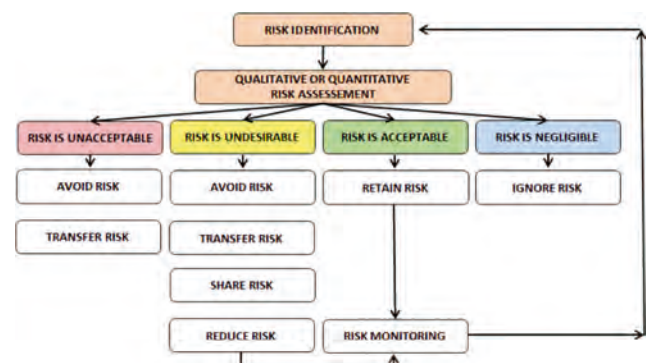 RISK IDENTIFICATION
QUALITATIVE OR QUANTITATIVE
RISK ASSESSMENT
RISK IS UNACCEPTABLE
RISK IS UNDESIRABLE
RISK IS ACCEPTABLE
RISK IS NEGLIGIBLE
AVOID RISK
AVOID RISK
RETAIN RISK
IGNORE RISK
TRANSFER RISK
TRANSFER RISK
SHARE RISK
REDUCE RISK
RISK MONITORING